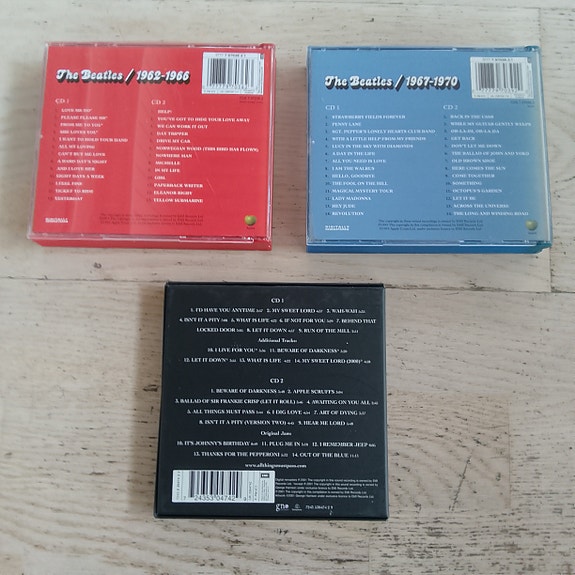 The Beatles / 1962-1966
CD 1
LOVE ME DO*
PLEASE PLEASE ME*
FROM ME TO YOU*
SHE LOVES YOU*
I WANT TO HOLD YOUR HAND
ALL MY LOVING
CAN'T BUY ME LOVE
A HARD DAY'S NIGHT
AND I LOVE HER
EIGHT DAYS A WEEK
I FEEL FINE
TICKET TO RIDE
YESTERDAY
CD 2
HELP!
YOU'VE GOT TO HIDE YOUR LOVE AWAY
WE CAN WORK IT OUT
DAY TRIPPER
DRIVE MY CAR
NORWEGIAN WOOD (THIS BIRD HAS FLOWN)
NOWHERE MAN
MICHELLE
IN MY LIFE
GIRL
PAPERBACK WRITER
ELEANOR RIGBY
YELLOW SUBMARINE
DIGITALLY
The Beatles / 1967-1970
CD 1
STRAWBERRY FIELDS FOREVER
PENNY LANE
SGT. PEPPER'S LONELY HEARTS CLUB BAND
WITH A LITTLE HELP FROM MY FRIENDS
LUCY IN THE SKY WITH DIAMONDS
A DAY IN THE LIFE
ALL YOU NEED IS LOVE
I AM THE WALRUS
HELLO, GOODBYE
THE FOOL ON THE HILL
MAGICAL MYSTERY TOUR
LADY MADONNA
HEY JUDE
REVOLUTION
CD 2
BACK IN THE USSR
WHILE MY GUITAR GENTLY WEEPS
OB-LA-DI, OB-LA-DA
GET BACK
DON'T LET ME DOWN
THE BALLAD OF JOHN AND YOKO
OLD BROWN SHOE
HERE COMES THE SUN
COME TOGETHER
SOMETHING
OCTOPUS'S GARDEN
LET IT BE
ACROSS THE UNIVERSE
THE LONG AND WINDING ROAD
DIGITALLY
CD 1
1. I'D HAVE YOU ANYTIME 2. MY SWEET LORD 3. WAH-WAH
4. ISN'T IT A PITY 5. WHAT IS LIFE 6. IF NOT FOR YOU 7. BEHIND THAT
LOCKED DOOR 8. LET IT DOWN 9. RUN OF THE MILL
Additional Tracks:
10. I LIVE FOR YOU* 11. BEWARE OF DARKNESS*
12. LET IT DOWN* 13. WHAT IS LIFE 14. MY SWEET LORD (2000)*
CD 2
1. BEWARE OF DARKNESS 2. APPLE SCRUFFS
3. BALLAD OF SIR FRANKIE CRISP (LET IT ROLL) 4. AWAITING ON YOU ALL
5. ALL THINGS MUST PASS 6. I DIG LOVE 7. ART OF DYING
8. ISN'T IT A PITY (VERSION TWO) 9. HEAR ME LORD
Original Jams
10. IT'S JOHNNY'S BIRTHDAY 11. PLUG ME IN 12. I REMEMBER JEEP
13. THANKS FOR THE PEPPERONI 14. OUT OF THE BLUE
www.allthingsmustpass.com
24353 04742
gn